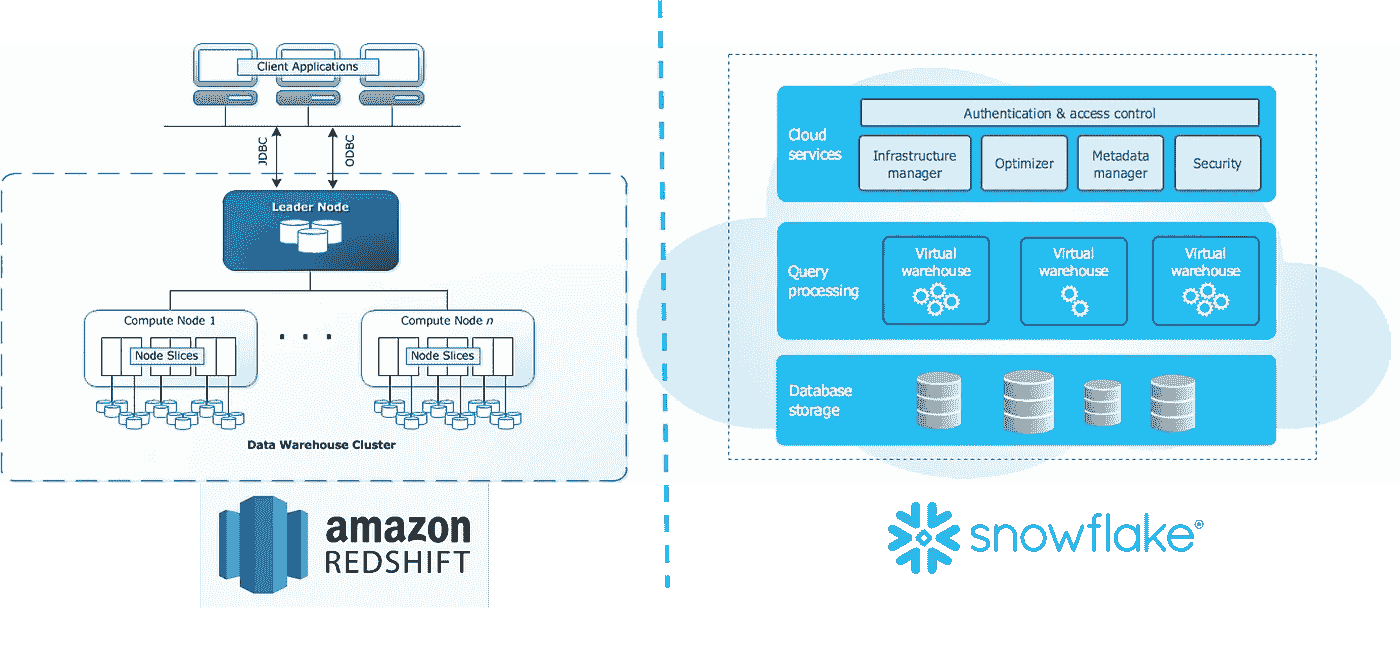 Client Applications
JDBC
ODBC
Leader Node
Compute Node 1
Node Slices
. . .
Compute Node n
Node Slices
Data Warehouse Cluster
amazon
REDSHIFT
Cloud
services
Authentication & access control
Infrastructure
manager
Optimizer
Metadata
manager
Security
Query
processing
Virtual
warehouse
Virtual
warehouse
Virtual
warehouse
Database
storage
snowflake®